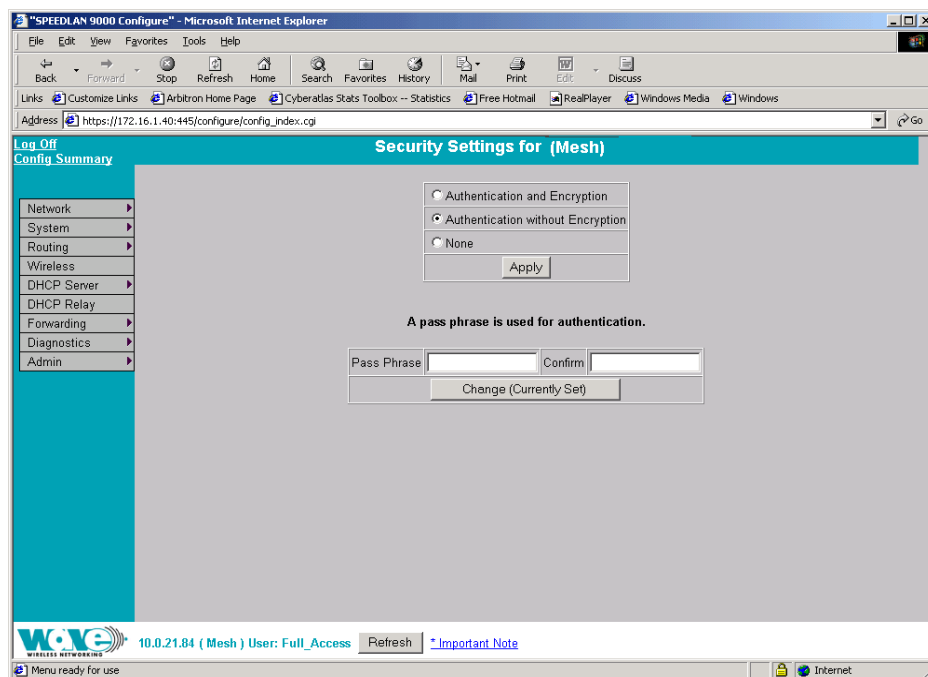 "SPEEDLAN 9000 Configure" - Microsoft Internet Explorer
File Edit View Favorites Tools Help
Back Forward Stop Refresh Home Search Favorites History Mail Print Edit Discuss
Links Customize Links Arbitron Home Page Cyberatlas Stats Toolbox -- Statistics Free Hotmail RealPlayer Windows Media Windows
Address https://172.16.1.40:445/configure/config_index.cgi Go
Log Off
Config Summary
Security Settings for (Mesh)
Network
System
Routing
Wireless
DHCP Server
DHCP Relay
Forwarding
Diagnostics
Admin
Authentication and Encryption
Authentication without Encryption
None
Apply
A pass phrase is used for authentication.
Pass Phrase Confirm
Change (Currently Set)
WAVE
WIRELESS NETWORKING
10.0.21.84 ( Mesh ) User: Full_Access Refresh * Important Note
Menu ready for use Internet